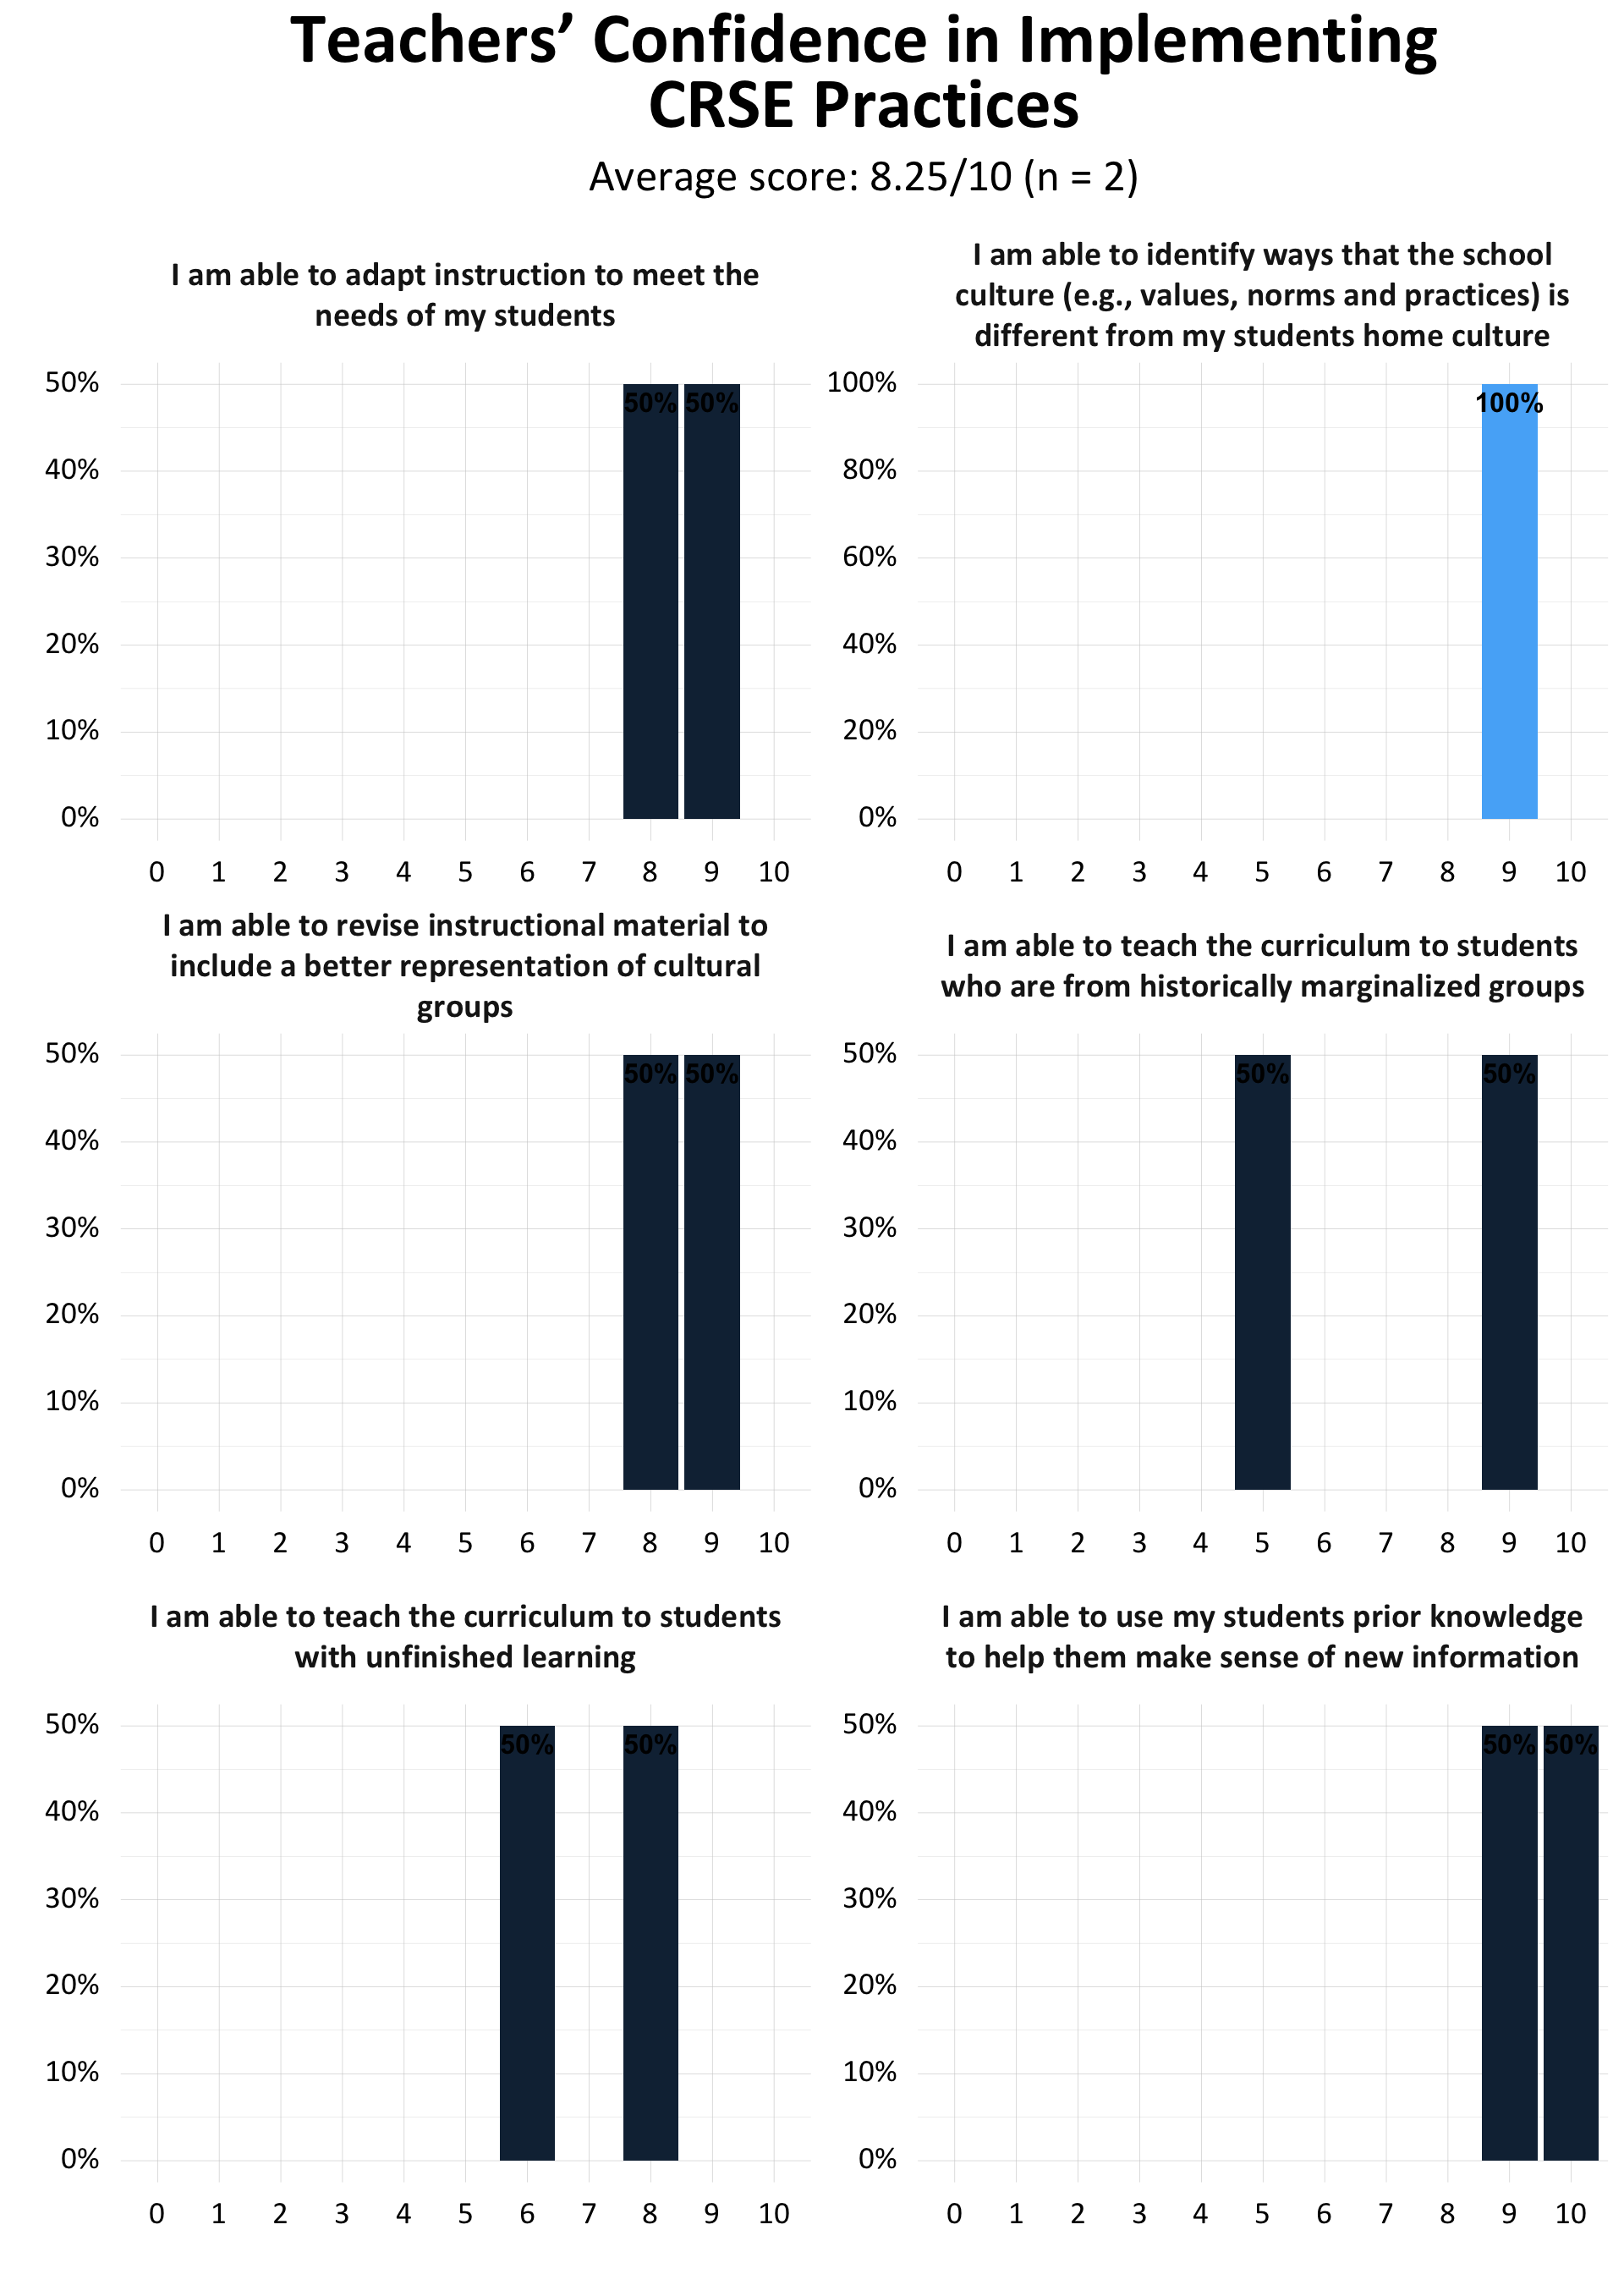 Teachers’ Confidence in Implementing
CRSE Practices
Average score: 8.25/10 (n = 2)
I am able to adapt instruction to meet the
needs of my students
50%
40%
30%
20%
10%
0%
50% 50%
0 1 2 3 4 5 6 7 8 9 10
I am able to identify ways that the school
culture (e.g., values, norms and practices) is
different from my students home culture
100%
80%
60%
40%
20%
0%
100%
0 1 2 3 4 5 6 7 8 9 10
I am able to revise instructional material to
include a better representation of cultural
groups
50%
40%
30%
20%
10%
0%
50% 50%
0 1 2 3 4 5 6 7 8 9 10
I am able to teach the curriculum to students
who are from historically marginalized groups
50%
40%
30%
20%
10%
0%
50% 50%
0 1 2 3 4 5 6 7 8 9 10
I am able to teach the curriculum to students
with unfinished learning
50%
40%
30%
20%
10%
0%
50% 50%
0 1 2 3 4 5 6 7 8 9 10
I am able to use my students prior knowledge
to help them make sense of new information
50%
40%
30%
20%
10%
0%
50% 50%
0 1 2 3 4 5 6 7 8 9 10